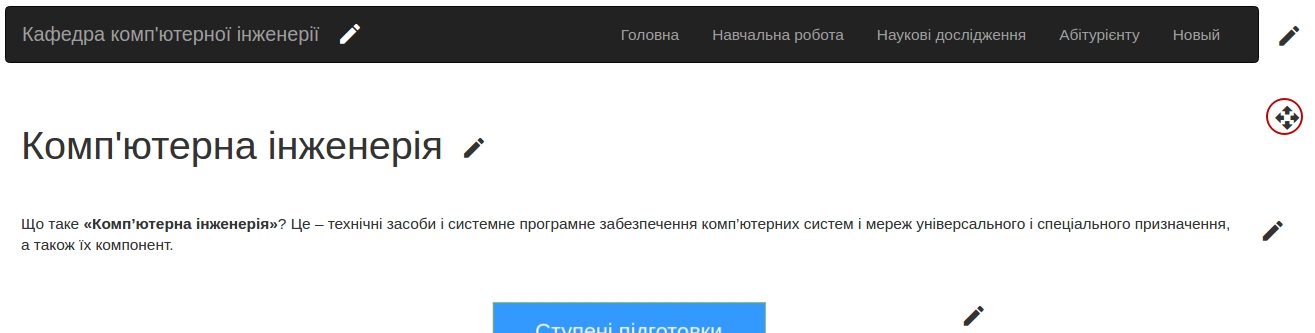 Кафедра комп'ютерної інженерії Головна Навчальна робота Наукові дослідження Абітурієнту Новый
Комп'ютерна інженерія
Що таке «Комп’ютерна інженерія»? Це – технічні засоби і системне програмне забезпечення комп’ютерних систем і мереж універсального і спеціального призначення,
а також їх компонент.
Ступені підготовки